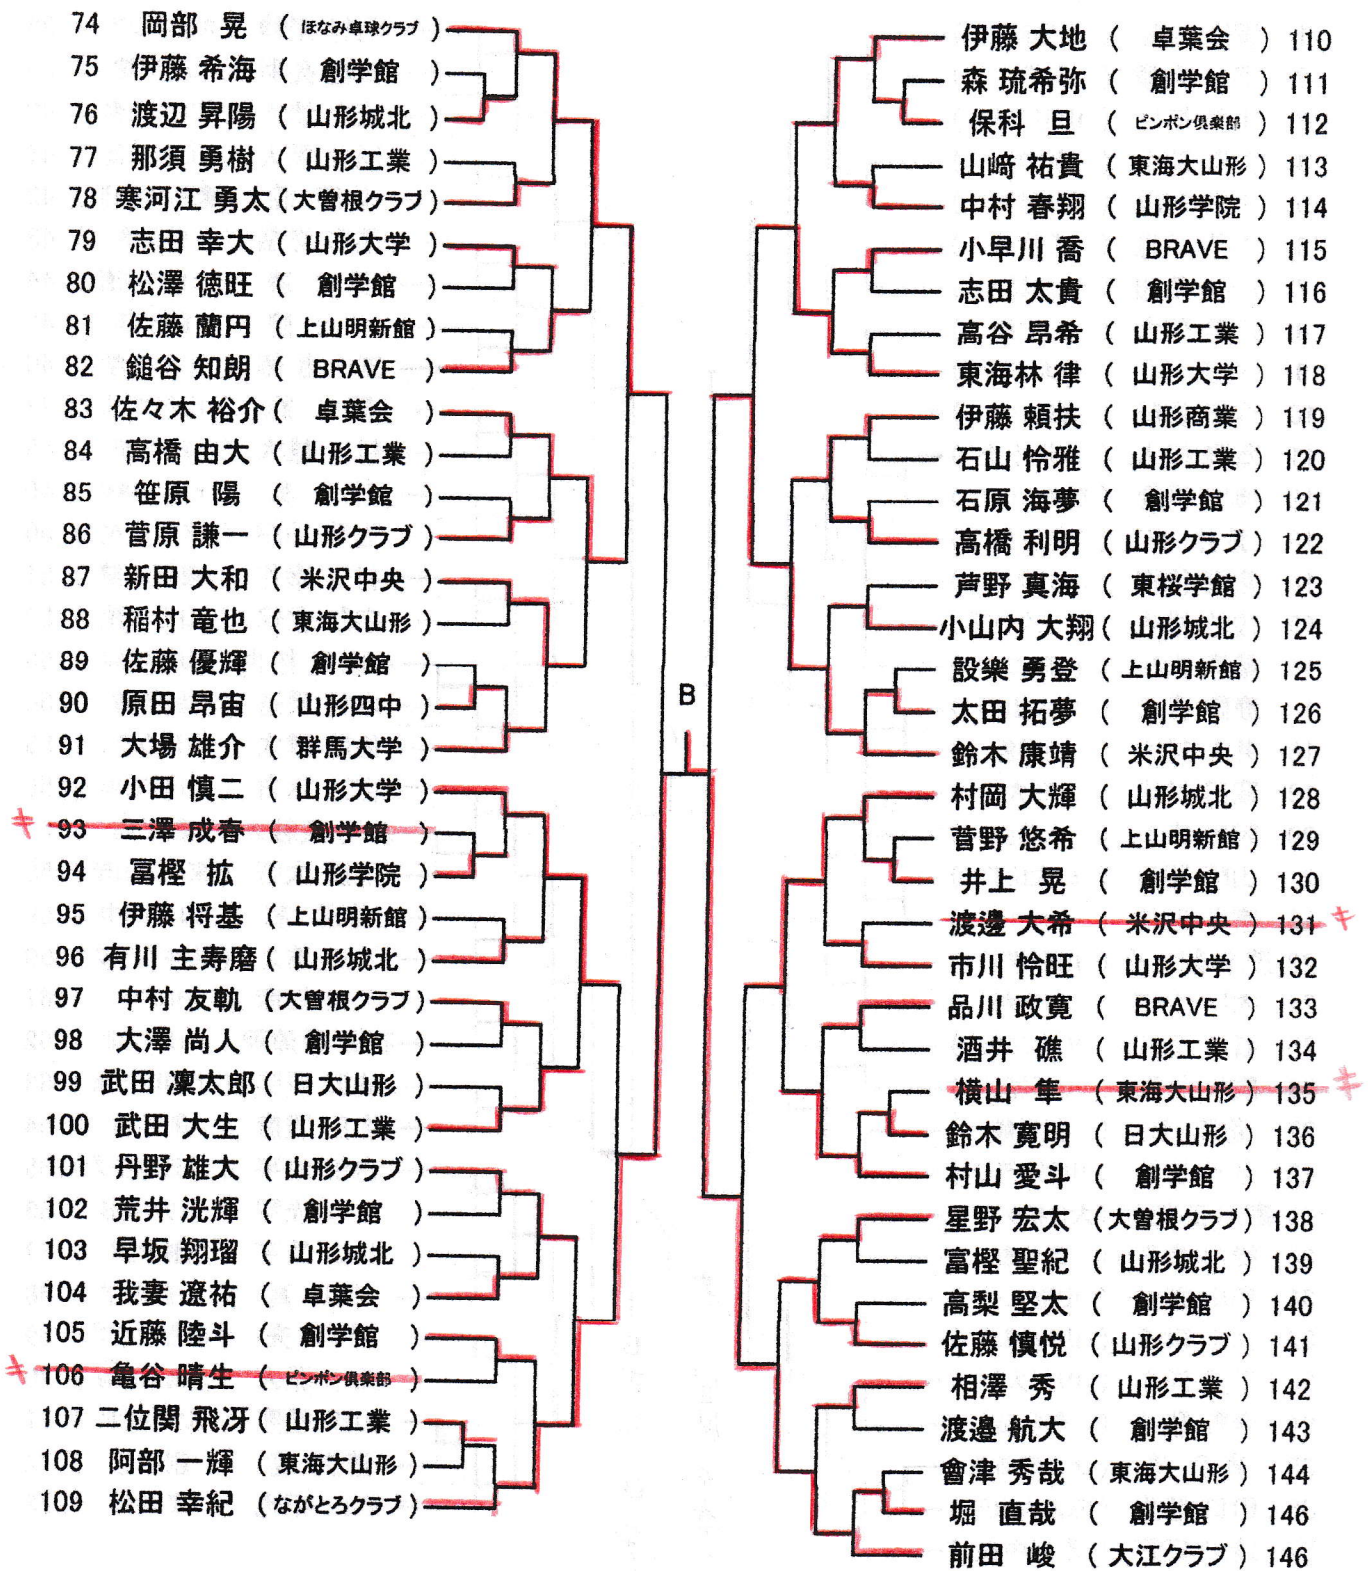 74 岡部 晃 ( ほなみ卓球クラブ )
75 伊藤 希海 ( 創学館 )
76 渡辺 昇陽 ( 山形城北 )
77 那須 勇樹 ( 山形工業 )
78 寒河江 勇太 ( 大曽根クラブ )
79 志田 幸大 ( 山形大学 )
80 松澤 徳旺 ( 創学館 )
81 佐藤 蘭円 ( 上山明新館 )
82 鎚谷 知朗 ( BRAVE )
83 佐々木 裕介 ( 卓葉会 )
84 高橋 由大 ( 山形工業 )
85 笹原 陽 ( 創学館 )
86 菅原 謙一 ( 山形クラブ )
87 新田 大和 ( 米沢中央 )
88 稲村 竜也 ( 東海大山形 )
89 佐藤 優輝 ( 創学館 )
90 原田 昂宙 ( 山形四中 )
91 大場 雄介 ( 群馬大学 )
92 小田 慎二 ( 山形大学 )
キ 93 三澤 成春 ( 創学館 )
94 冨樫 拡 ( 山形学院 )
95 伊藤 将基 ( 上山明新館 )
96 有川 主寿磨 ( 山形城北 )
97 中村 友軌 ( 大曽根クラブ )
98 大澤 尚人 ( 創学館 )
99 武田 凜太郎 ( 日大山形 )
100 武田 大生 ( 山形工業 )
101 丹野 雄大 ( 山形クラブ )
102 荒井 洸輝 ( 創学館 )
103 早坂 翔瑠 ( 山形城北 )
104 我妻 遼祐 ( 卓葉会 )
105 近藤 陸斗 ( 創学館 )
キ 106 亀谷 晴生 ( ピンポン倶楽部 )
107 二位関 飛冴 ( 山形工業 )
108 阿部 一輝 ( 東海大山形 )
109 松田 幸紀 ( ながとろクラブ )
B
伊藤 大地 ( 卓葉会 ) 110
森 琉希弥 ( 創学館 ) 111
保科 旦 ( ピンポン倶楽部 ) 112
山﨑 祐貴 ( 東海大山形 ) 113
中村 春翔 ( 山形学院 ) 114
小早川 喬 ( BRAVE ) 115
志田 太貴 ( 創学館 ) 116
高谷 昂希 ( 山形工業 ) 117
東海林 律 ( 山形大学 ) 118
伊藤 頼扶 ( 山形商業 ) 119
石山 怜雅 ( 山形工業 ) 120
石原 海夢 ( 創学館 ) 121
高橋 利明 ( 山形クラブ ) 122
芦野 真海 ( 東桜学館 ) 123
小山内 大翔 ( 山形城北 ) 124
設樂 勇登 ( 上山明新館 ) 125
太田 拓夢 ( 創学館 ) 126
鈴木 康靖 ( 米沢中央 ) 127
村岡 大輝 ( 山形城北 ) 128
菅野 悠希 ( 上山明新館 ) 129
井上 晃 ( 創学館 ) 130
渡邊 大希 ( 米沢中央 ) 131 キ
市川 怜旺 ( 山形大学 ) 132
品川 政寛 ( BRAVE ) 133
酒井 礁 ( 山形工業 ) 134
横山 隼 ( 東海大山形 ) 135 キ
鈴木 寛明 ( 日大山形 ) 136
村山 愛斗 ( 創学館 ) 137
星野 宏太 ( 大曽根クラブ ) 138
富樫 聖紀 ( 山形城北 ) 139
高梨 堅太 ( 創学館 ) 140
佐藤 慎悦 ( 山形クラブ ) 141
相澤 秀 ( 山形工業 ) 142
渡邉 航大 ( 創学館 ) 143
會津 秀哉 ( 東海大山形 ) 144
堀 直哉 ( 創学館 ) 146
前田 峻 ( 大江クラブ ) 146